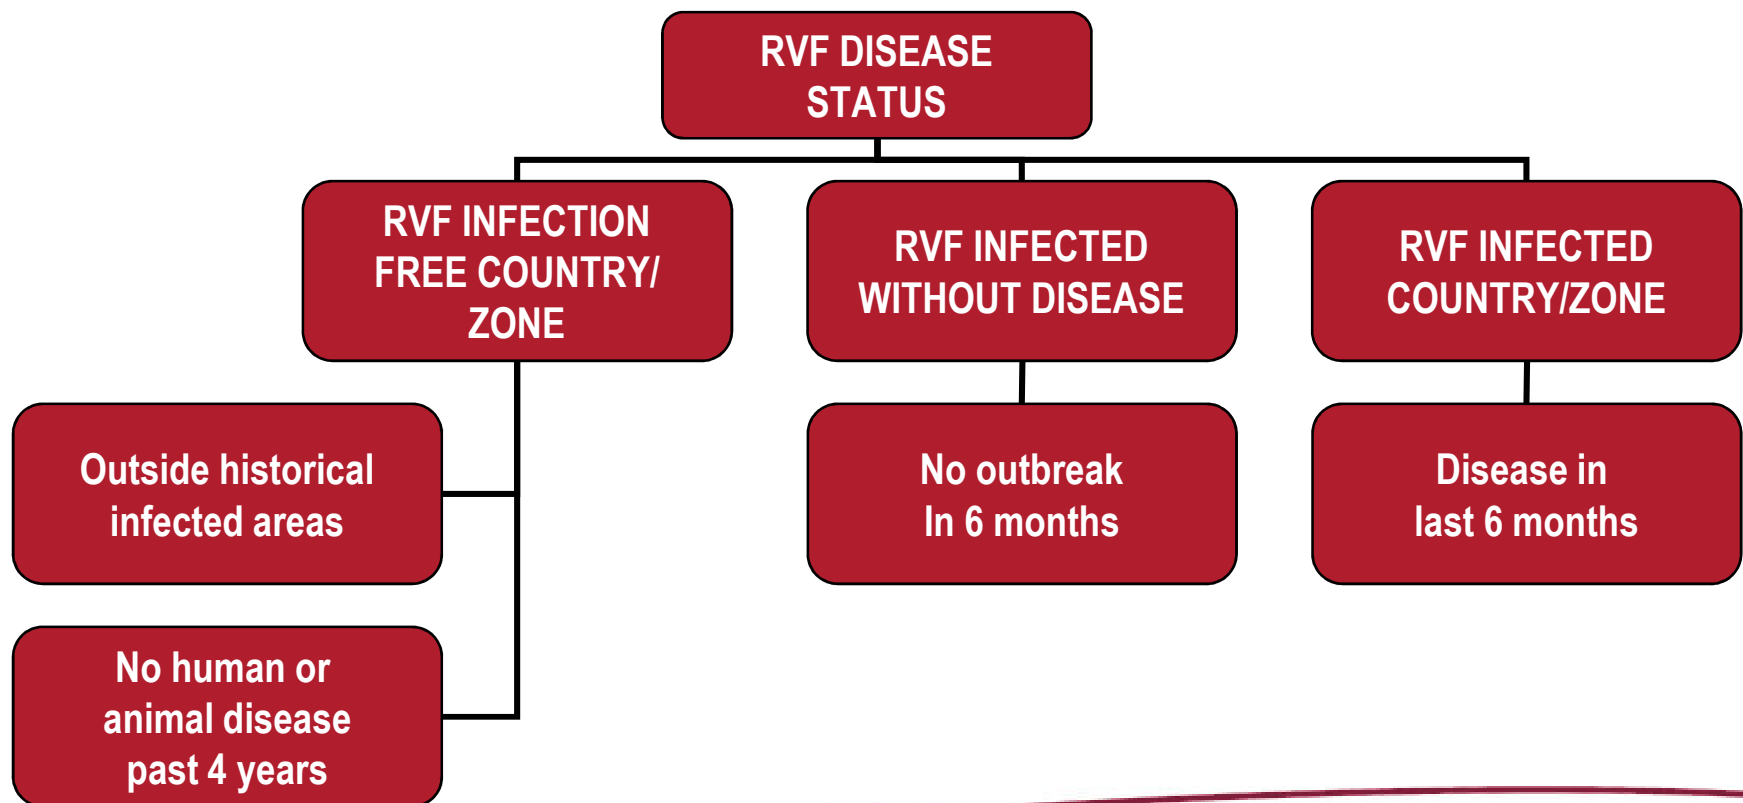 RVF DISEASE
STATUS
RVF INFECTION
FREE COUNTRY/
ZONE
RVF INFECTED
WITHOUT DISEASE
RVF INFECTED
COUNTRY/ZONE
Outside historical
infected areas
No outbreak
In 6 months
Disease in
last 6 months
No human or
animal disease
past 4 years